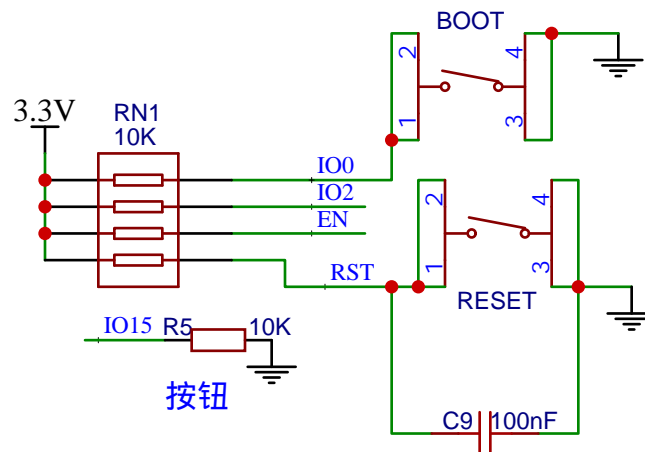 BOOT
2
4
1
3
3.3V
RN1
10K
IO0
IO2
EN
RST
2
4
1
3
RESET
IO15
R5
10K
按钮
C9
100nF